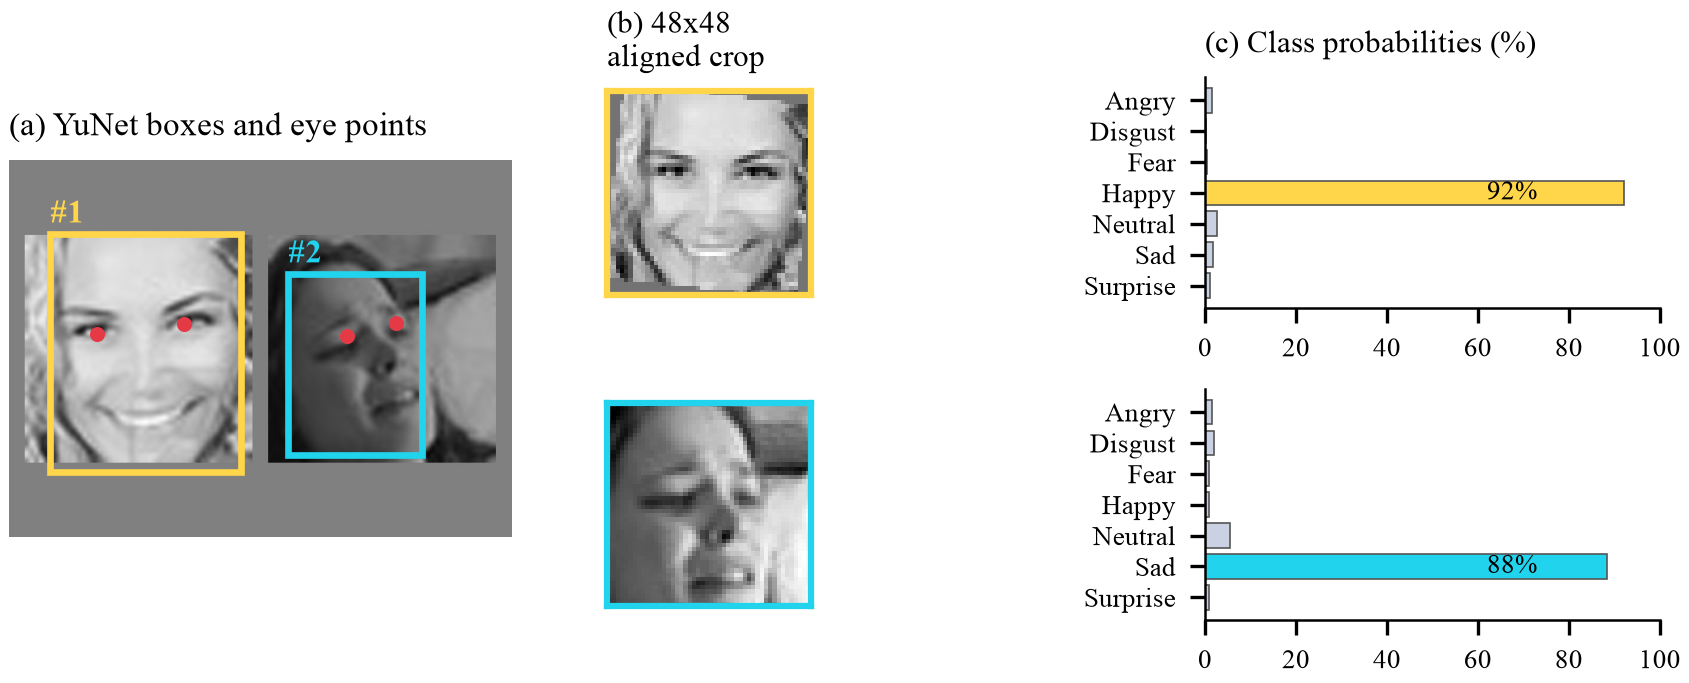 (a) YuNet boxes and eye points
#1
#2
(b) 48x48
aligned crop
(c) Class probabilities (%)
Angry
Disgust
Fear
Happy
92%
Neutral
Sad
Surprise
0 20 40 60 80 100
Angry
Disgust
Fear
Happy
Neutral
Sad
88%
Surprise
0 20 40 60 80 100